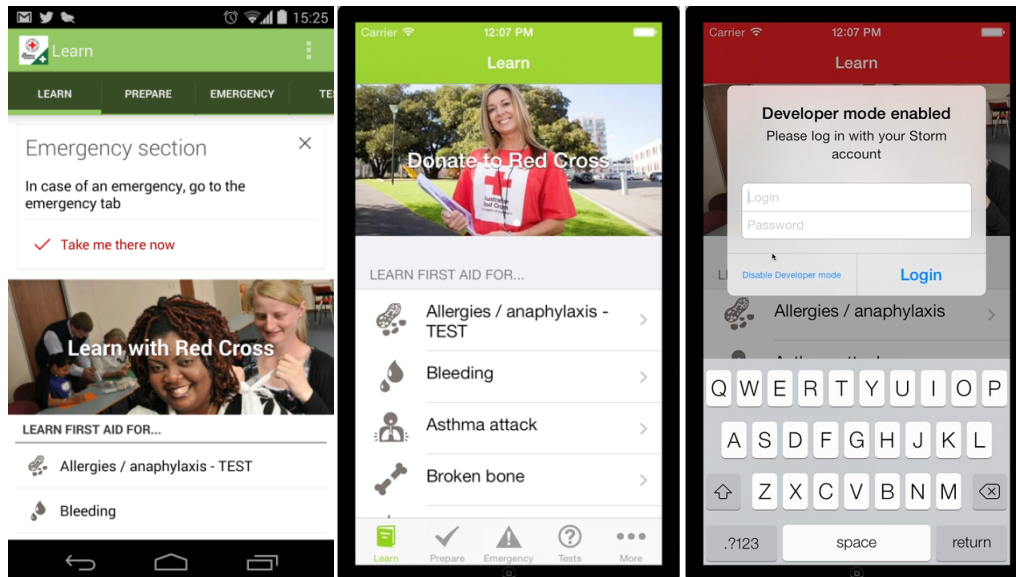 15:25
Learn
LEARN
PREPARE
EMERGENCY
TE
Emergency section
In case of an emergency, go to the
emergency tab
Take me there now
Learn with Red Cross
LEARN FIRST AID FOR...
Allergies / anaphylaxis - TEST
Bleeding
Carrier
12:07 PM
Learn
Donate to Red Cross
Australian
Red Cross
LEARN FIRST AID FOR...
Allergies / anaphylaxis -
TEST
Bleeding
Asthma attack
Broken bone
Learn
Prepare
Emergency
Tests
More
Carrier
12:07 PM
Learn
Developer mode enabled
Please log in with your Storm
account
Login
Password
Disable Developer mode
Login
Allergies / anaphylaxis
Q W E R T Y U I O P
A S D F G H J K L
Z X C V B N M
.?123
space
return